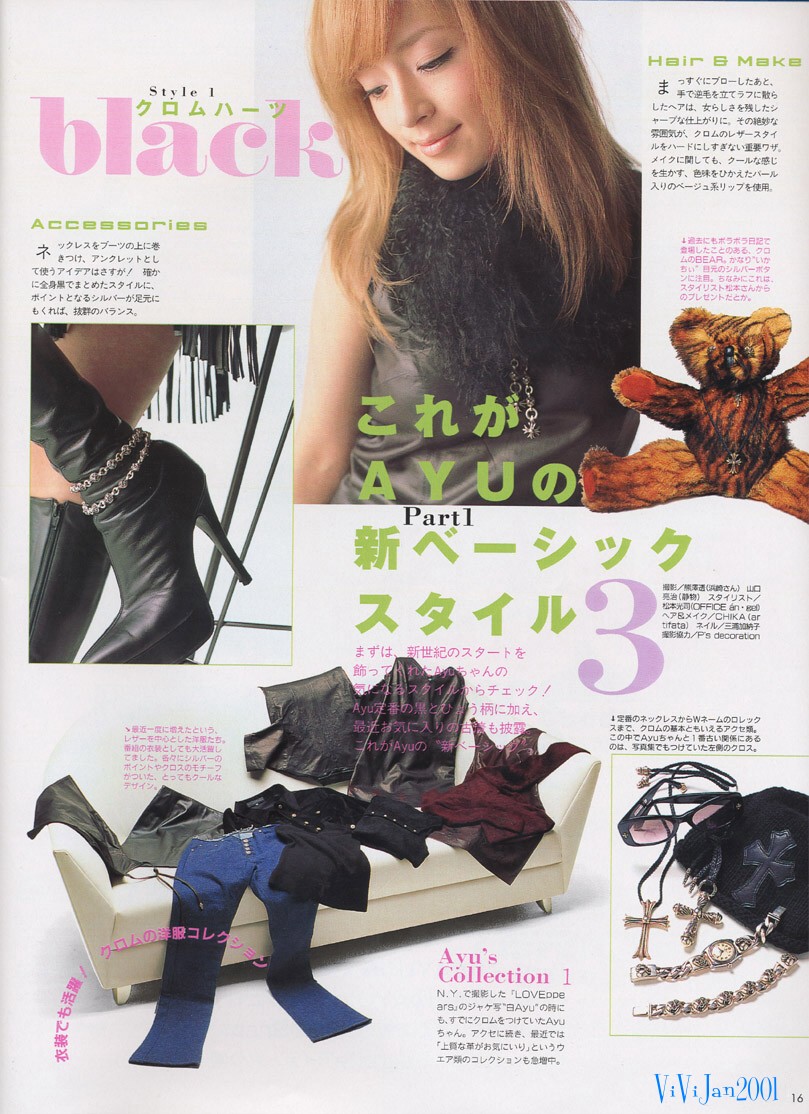 Style 1
クロムハーツ
black
Accessories
ネックレスをブーツの上に巻
きつけ、アンクレットとし
て使うアイデアはさすが！ 確か
に全身黒でまとめたスタイルに、
ポイントとなるシルバーが足元に
もくれば、抜群のバランス。
Hair & Make
まっすぐにブローしたあと、
手で逆毛を立てラフに散ら
したヘアは、女らしさを残したシ
ャープな仕上がりに。その絶妙な
雰囲気が、クロムのレザースタイ
ルをハードにしすぎない重要ワザ。
メイクに関しても、クールな感じ
を生かす、色味をひかえたパール
入りのベージュ系リップを使用。
↓過去にもボラボラ日記で
登場したことのある、クロ
ムのBEAR。かなり“いか
ちぃ”目元のシルバーボタ
ンに注目。ちなみにこれは、
スタイリスト松本さんから
のプレゼントだとか。
これが
AYUの
Part1
新ベーシック
スタイル
3
撮影／熊澤透(浜崎さん) 山口
亮治(静物) スタイリスト／
松本光司(OFFICE án・gel)
ヘア&メイク／CHIKA(ar
tifata) ネイル／三浦加納子
撮影協力／P's decoration
まずは、新世紀のスタートを
飾ってくれたAyuちゃんの
気になるスタイルからチェック！
Ayu定番の黒とひょう柄に加え、
最近お気に入りの古着も披露。
これがAyuの“新ベーシック”
↘最近一度に増えたという、
レザーを中心とした洋服たち。
番組の衣装としても大活躍し
てました。各々にシルバーの
ポイントやクロスのモチーフ
がついた、とってもクールな
デザイン。
↓定番のネックレスからWネームのロレック
スまで、クロムの基本ともいえるアクセ類。
この中でAyuちゃんと1番古い関係にある
のは、写真集でもつけていた左側のクロス。
衣装でも活躍！
クロムの洋服コレクション
Ayu's
Collection 1
N.Y.で撮影した『LOVEppe
ars』のジャケ写“白Ayu”の時に
も、すでにクロムをつけていたAyu
ちゃん。アクセに続き、最近では
「上質な革がお気にいり」というウ
エア類のコレクションも急増中。
ViVi Jan2001
16